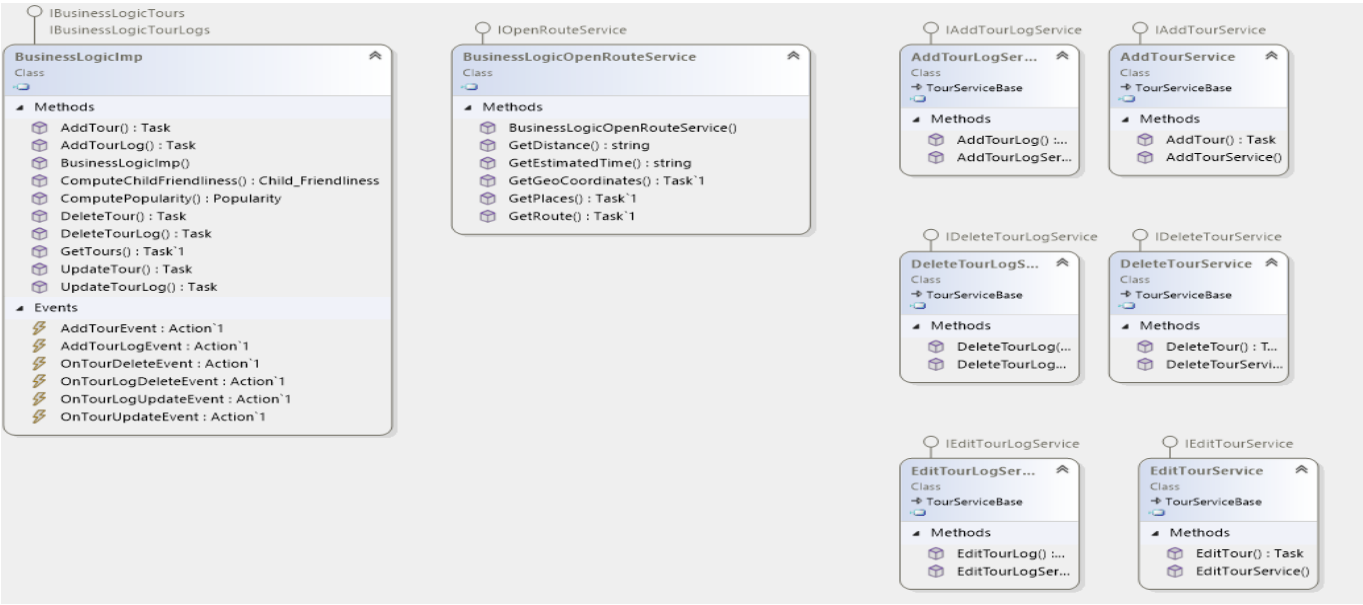 IBusinessLogicTours
IBusinessLogicTourLogs
BusinessLogicImp
Class
Methods
AddTour() : Task
AddTourLog() : Task
BusinessLogicImp()
ComputeChildFriendliness() : Child_Friendliness
ComputePopularity() : Popularity
DeleteTour() : Task
DeleteTourLog() : Task
GetTours() : Task`1
UpdateTour() : Task
UpdateTourLog() : Task
Events
AddTourEvent : Action`1
AddTourLogEvent : Action`1
OnTourDeleteEvent : Action`1
OnTourLogDeleteEvent : Action`1
OnTourLogUpdateEvent : Action`1
OnTourUpdateEvent : Action`1
IOpenRouteService
BusinessLogicOpenRouteService
Class
Methods
BusinessLogicOpenRouteService()
GetDistance() : string
GetEstimatedTime() : string
GetGeoCoordinates() : Task`1
GetPlaces() : Task`1
GetRoute() : Task`1
IAddTourLogService
AddTourLogSer...
Class
TourServiceBase
Methods
AddTourLog() :...
AddTourLogSer...
IAddTourService
AddTourService
Class
TourServiceBase
Methods
AddTour() : Task
AddTourService()
IDeleteTourLogService
DeleteTourLogS...
Class
TourServiceBase
Methods
DeleteTourLog(...
DeleteTourLog...
IDeleteTourService
DeleteTourService
Class
TourServiceBase
Methods
DeleteTour() : T...
DeleteTourServi...
IEditTourLogService
EditTourLogSer...
Class
TourServiceBase
Methods
EditTourLog() :...
EditTourLogSer...
IEditTourService
EditTourService
Class
TourServiceBase
Methods
EditTour() : Task
EditTourService()